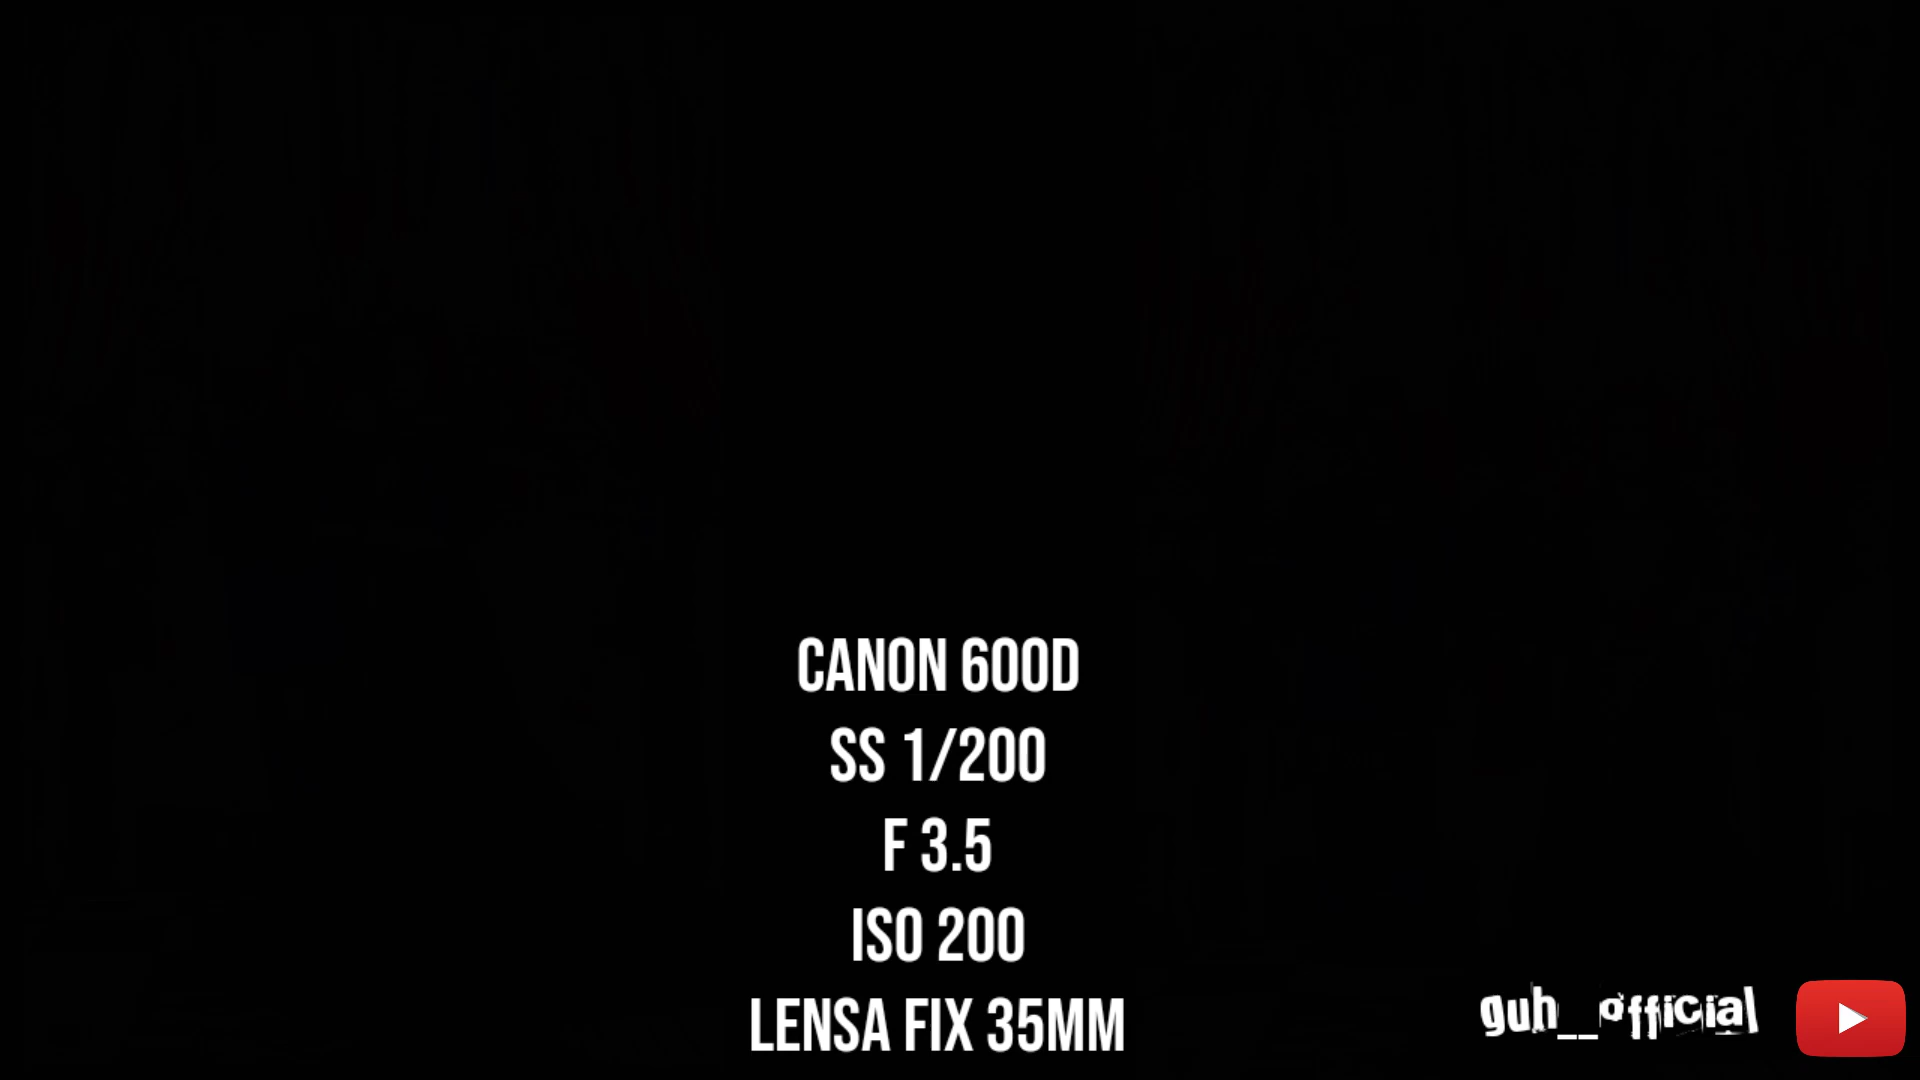 CANON 600D
SS 1/200
F 3.5
ISO 200
LENSA FIX 35MM
guh__official